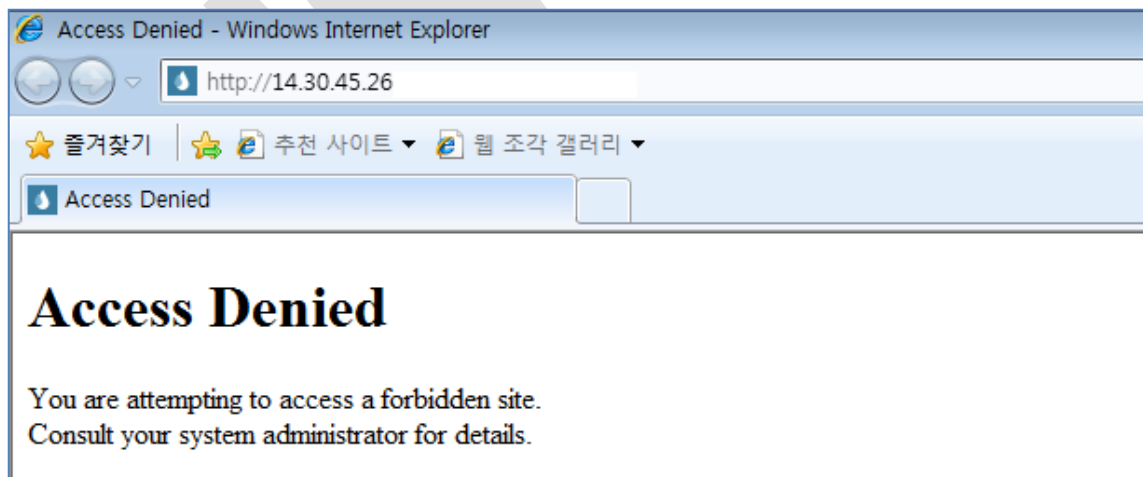 Access Denied - Windows Internet Explorer
http://14.30.45.26
즐겨찾기 추천 사이트 웹 조각 갤러리
Access Denied
Access Denied
You are attempting to access a forbidden site.
Consult your system administrator for details.